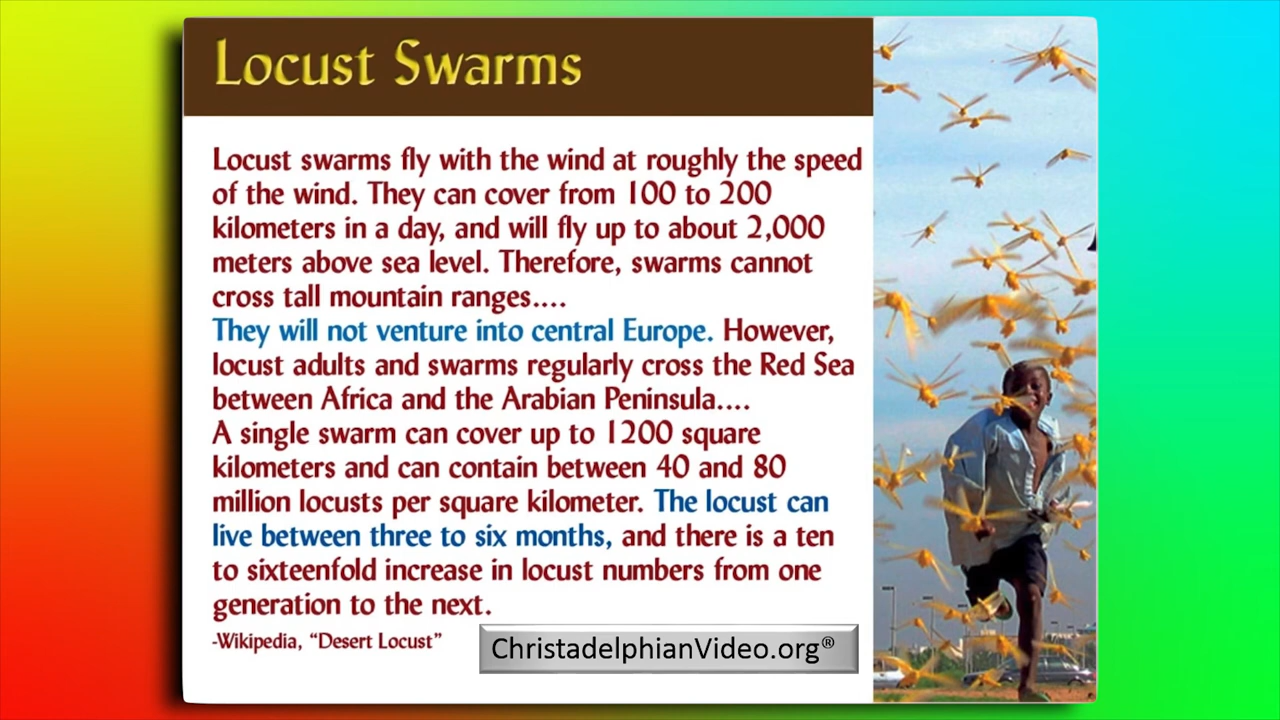 Locust Swarms
Locust swarms fly with the wind at roughly the speed
of the wind. They can cover from 100 to 200
kilometers in a day, and will fly up to about 2,000
meters above sea level. Therefore, swarms cannot
cross tall mountain ranges....
They will not venture into central Europe. However,
locust adults and swarms regularly cross the Red Sea
between Africa and the Arabian Peninsula....
A single swarm can cover up to 1200 square
kilometers and can contain between 40 and 80
million locusts per square kilometer. The locust can
live between three to six months, and there is a ten
to sixteenfold increase in locust numbers from one
generation to the next.
-Wikipedia, “Desert Locust”
ChristadelphianVideo.org®